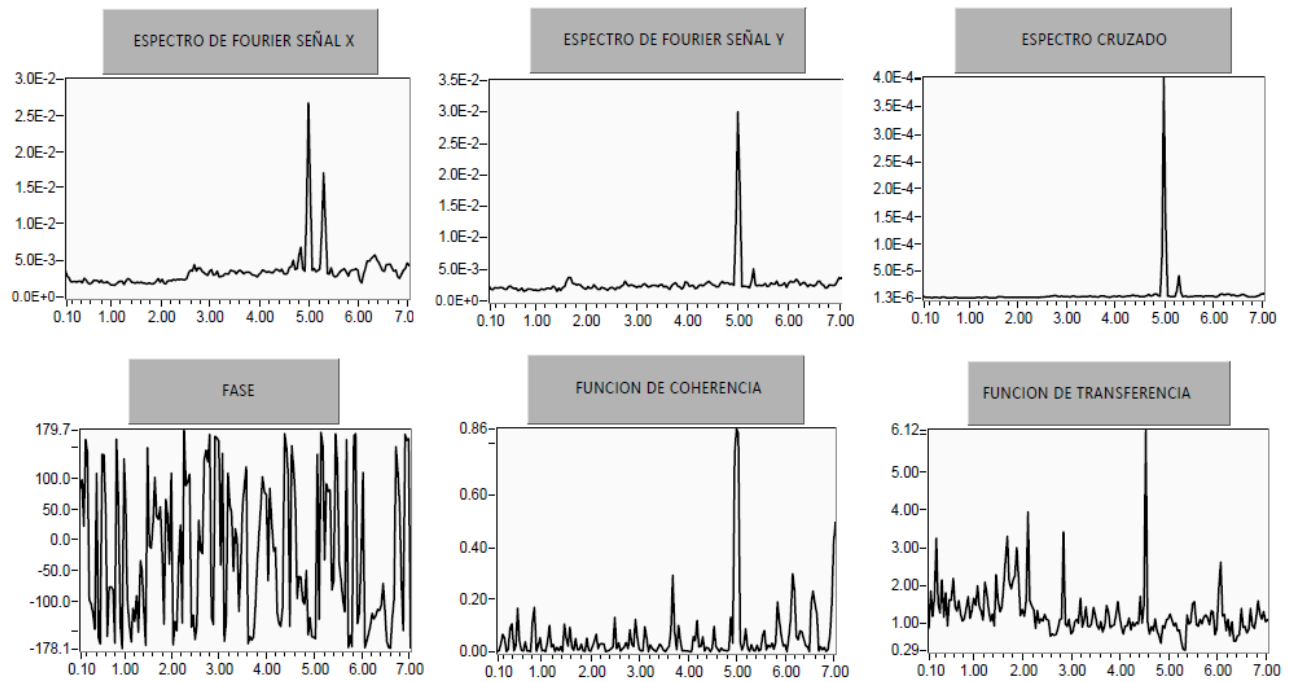 ESPECTRO DE FOURIER SEÑAL X
3.0E-2
2.5E-2
2.0E-2
1.5E-2
1.0E-2
5.0E-3
0.0E+0
0.10 1.00 2.00 3.00 4.00 5.00 6.00 7.00
ESPECTRO DE FOURIER SEÑAL Y
3.5E-2
3.0E-2
2.5E-2
2.0E-2
1.5E-2
1.0E-2
5.0E-3
0.0E+0
0.10 1.00 2.00 3.00 4.00 5.00 6.00 7.00
ESPECTRO CRUZADO
4.0E-4
3.5E-4
3.0E-4
2.5E-4
2.0E-4
1.5E-4
1.0E-4
5.0E-5
1.3E-6
0.10 1.00 2.00 3.00 4.00 5.00 6.00 7.00
FASE
179.7
100.0
50.0
0.0
-50.0
-100.0
-178.1
0.10 1.00 2.00 3.00 4.00 5.00 6.00 7.00
FUNCION DE COHERENCIA
0.86
0.60
0.40
0.20
0.00
0.10 1.00 2.00 3.00 4.00 5.00 6.00 7.00
FUNCION DE TRANSFERENCIA
6.12
5.00
4.00
3.00
2.00
1.00
0.29
0.10 1.00 2.00 3.00 4.00 5.00 6.00 7.00